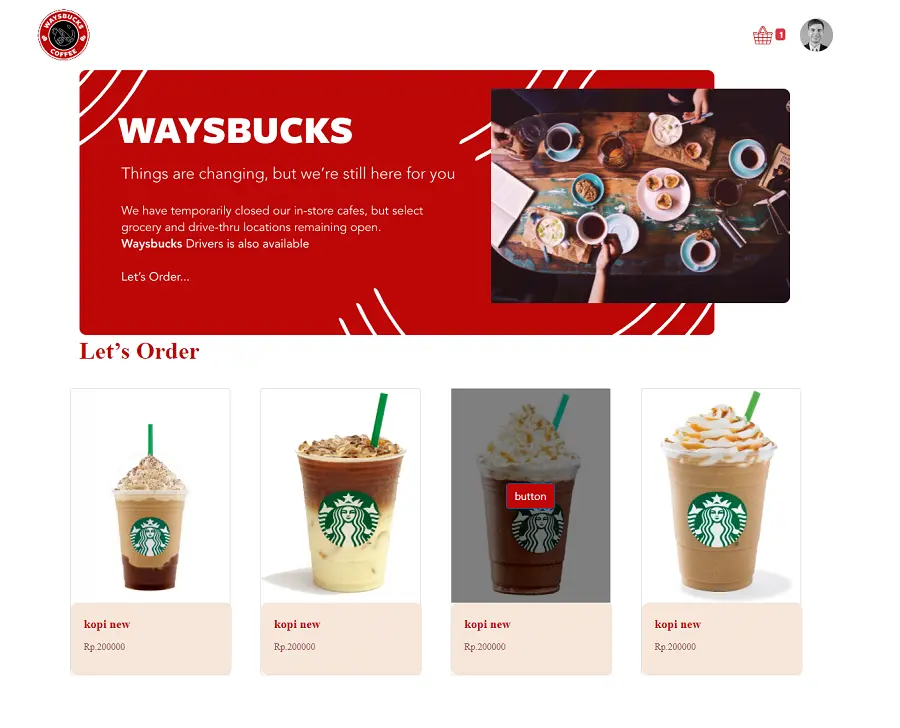 WAYSBUCKS
COFFEE
1
WAYSBUCKS
Things are changing, but we’re still here for you
We have temporarily closed our in-store cafes, but select
grocery and drive-thru locations remaining open.
Waysbucks Drivers is also available
Let’s Order...
Let’s Order
button
kopi new
Rp.200000
kopi new
Rp.200000
kopi new
Rp.200000
kopi new
Rp.200000